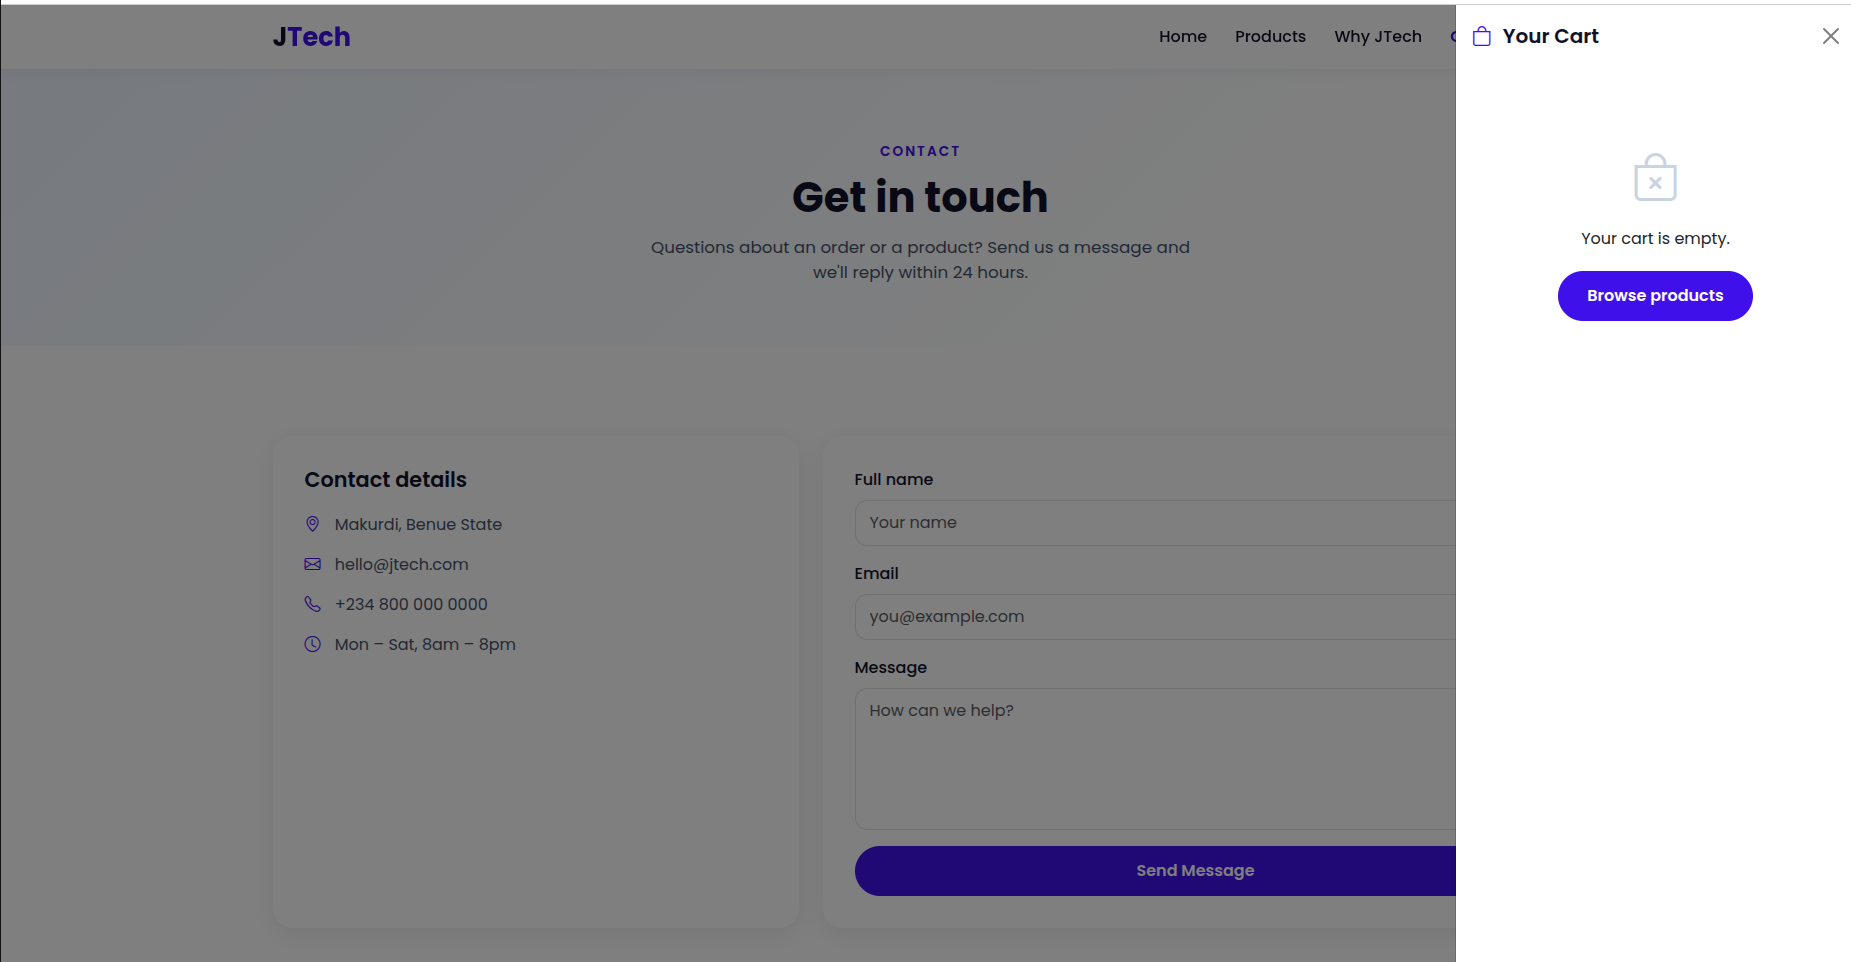 JTech
Home Products Why JTech
Your Cart
CONTACT
Get in touch
Questions about an order or a product? Send us a message and
we'll reply within 24 hours.
Your cart is empty.
Browse products
Contact details
Makurdi, Benue State
hello@jtech.com
+234 800 000 0000
Mon – Sat, 8am – 8pm
Full name
Your name
Email
you@example.com
Message
How can we help?
Send Message